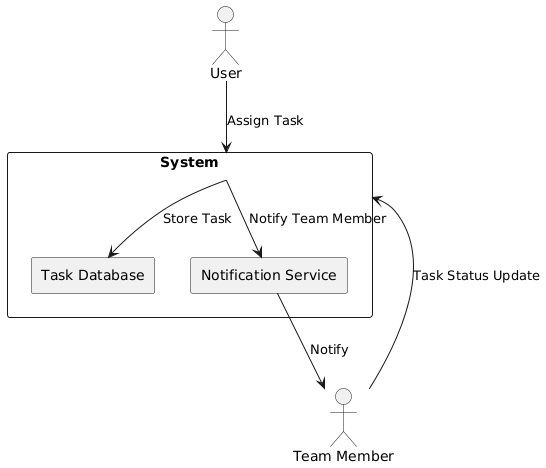 User
Assign Task
System
Store Task
Notify Team Member
Task Database
Notification Service
Task Status Update
Notify
Team Member